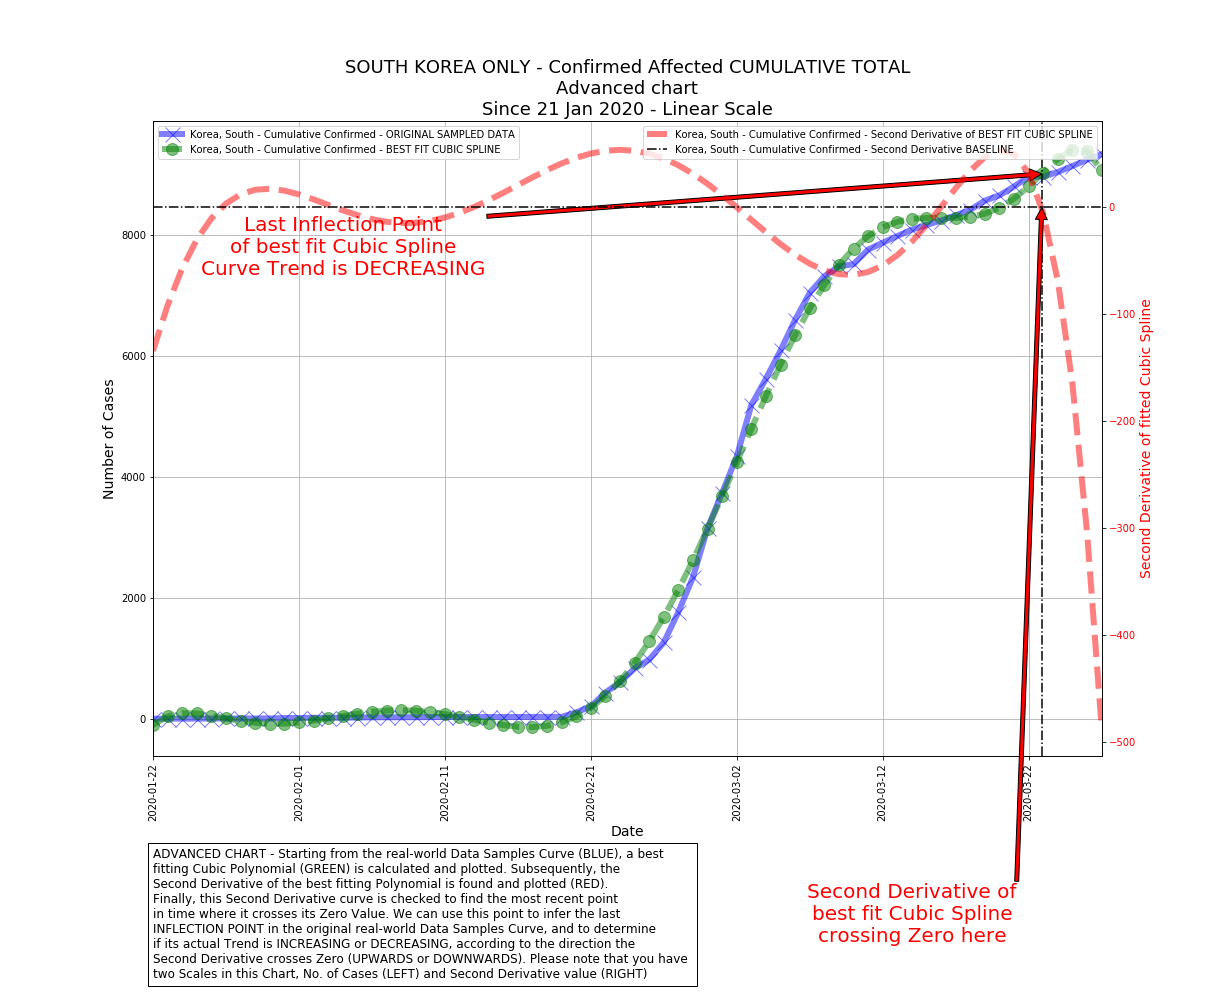 SOUTH KOREA ONLY - Confirmed Affected CUMULATIVE TOTAL
Advanced chart
Since 21 Jan 2020 - Linear Scale
Korea, South - Cumulative Confirmed - ORIGINAL SAMPLED DATA
Korea, South - Cumulative Confirmed - BEST FIT CUBIC SPLINE
Korea, South - Cumulative Confirmed - Second Derivative of BEST FIT CUBIC SPLINE
Korea, South - Cumulative Confirmed - Second Derivative BASELINE
Last Inflection Point
of best fit Cubic Spline
Curve Trend is DECREASING
Number of Cases
8000
6000
4000
2000
0
Second Derivative of fitted Cubic Spline
0
−100
−200
−300
−400
−500
2020-01-22
2020-02-01
2020-02-11
2020-02-21
2020-03-02
2020-03-12
2020-03-22
Date
ADVANCED CHART - Starting from the real-world Data Samples Curve (BLUE), a best
fitting Cubic Polynomial (GREEN) is calculated and plotted. Subsequently, the
Second Derivative of the best fitting Polynomial is found and plotted (RED).
Finally, this Second Derivative curve is checked to find the most recent point
in time where it crosses its Zero Value. We can use this point to infer the last
INFLECTION POINT in the original real-world Data Samples Curve, and to determine
if its actual Trend is INCREASING or DECREASING, according to the direction the
Second Derivative crosses Zero (UPWARDS or DOWNWARDS). Please note that you have
two Scales in this Chart, No. of Cases (LEFT) and Second Derivative value (RIGHT)
Second Derivative of
best fit Cubic Spline
crossing Zero here